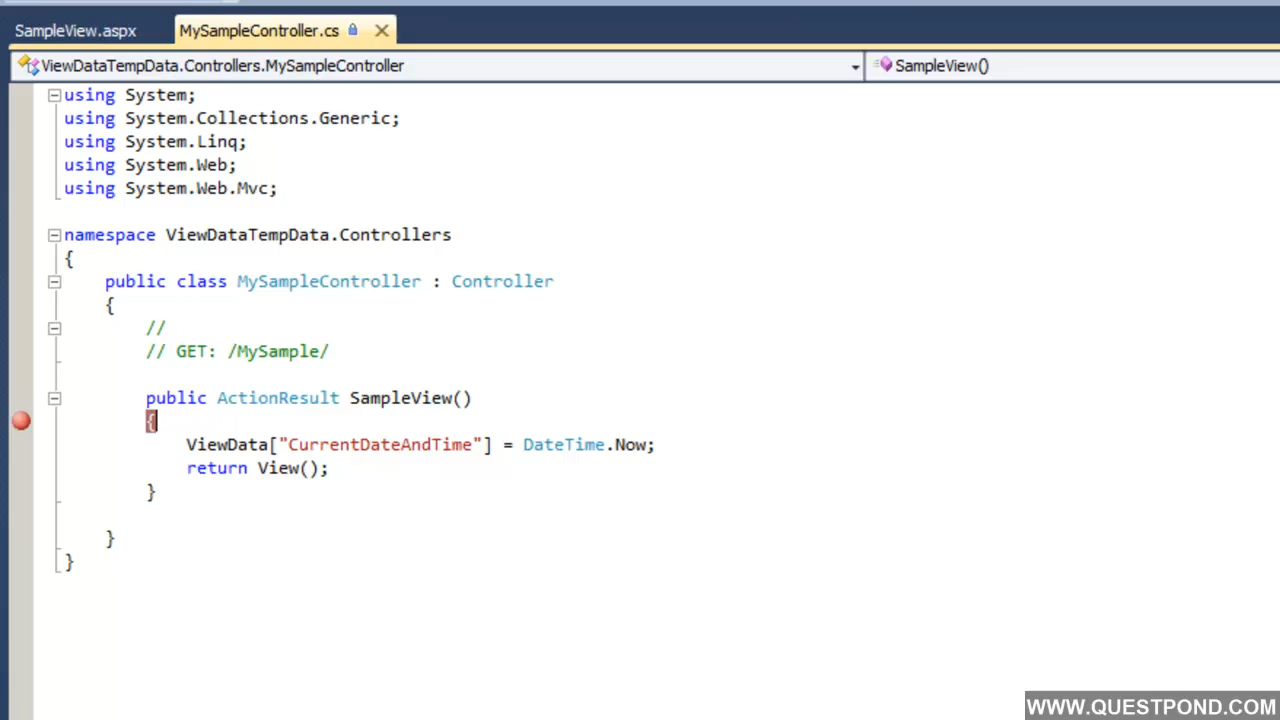 SampleView.aspx
MySampleController.cs
ViewDataTempData.Controllers.MySampleController
SampleView()
using System;
using System.Collections.Generic;
using System.Linq;
using System.Web;
using System.Web.Mvc;
namespace ViewDataTempData.Controllers
{
public class MySampleController : Controller
{
//
// GET: /MySample/
public ActionResult SampleView()
{
ViewData["CurrentDateAndTime"] = DateTime.Now;
return View();
}
}
}
WWW.QUESTPOND.COM